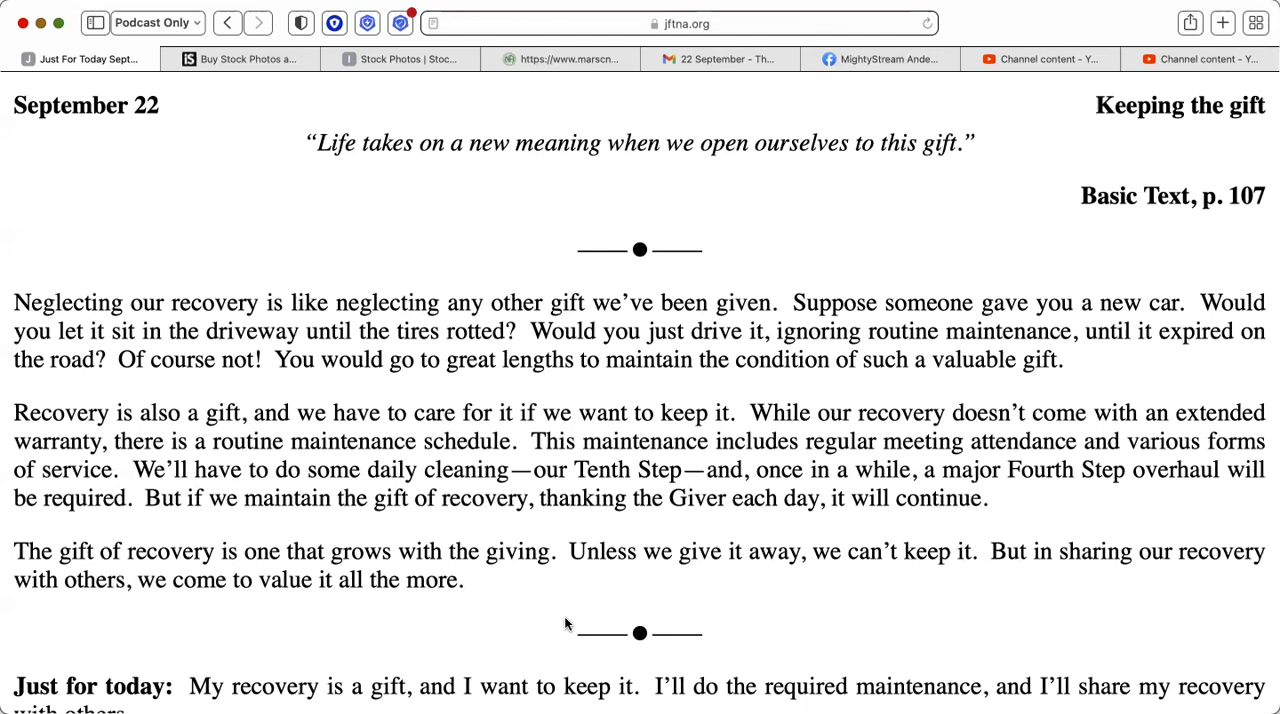 Podcast Only
jftna.org
Just For Today Sept...
Buy Stock Photos a...
Stock Photos | Stoc...
https://www.marscn...
22 September - Th...
MightyStream Ande...
Channel content - Y...
Channel content - Y...
September 22
Keeping the gift
“Life takes on a new meaning when we open ourselves to this gift.”
Basic Text, p. 107
Neglecting our recovery is like neglecting any other gift we’ve been given. Suppose someone gave you a new car. Would
you let it sit in the driveway until the tires rotted? Would you just drive it, ignoring routine maintenance, until it expired on
the road? Of course not! You would go to great lengths to maintain the condition of such a valuable gift.
Recovery is also a gift, and we have to care for it if we want to keep it. While our recovery doesn’t come with an extended
warranty, there is a routine maintenance schedule. This maintenance includes regular meeting attendance and various forms
of service. We’ll have to do some daily cleaning—our Tenth Step—and, once in a while, a major Fourth Step overhaul will
be required. But if we maintain the gift of recovery, thanking the Giver each day, it will continue.
The gift of recovery is one that grows with the giving. Unless we give it away, we can’t keep it. But in sharing our recovery
with others, we come to value it all the more.
Just for today: My recovery is a gift, and I want to keep it. I’ll do the required maintenance, and I’ll share my recovery
with others